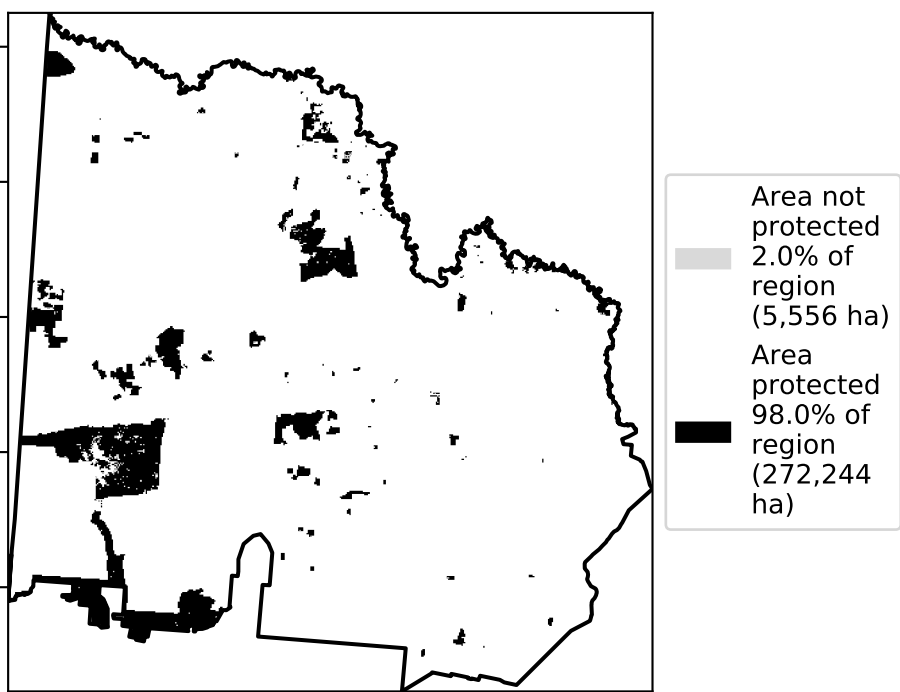 Area not
protected
2.0% of
region
(5,556 ha)
Area
protected
98.0% of
region
(272,244
ha)